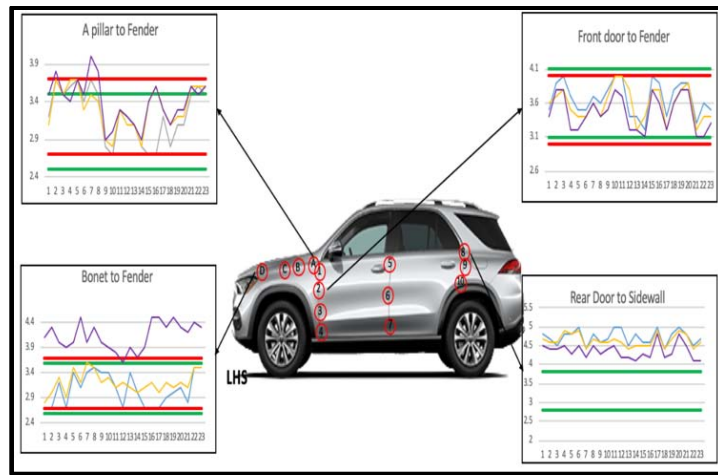 A pillar to Fender
3.9
3.4
2.9
2.4
1 2 3 4 5 6 7 8 9 10 11 12 13 14 15 16 17 18 19 20 21 22 23
Front door to Fender
4.1
3.6
3.1
2.6
1 2 3 4 5 6 7 8 9 10 11 12 13 14 15 16 17 18 19 20 21 22 23
Bonet to Fender
4.4
3.9
3.4
2.9
2.4
1 2 3 4 5 6 7 8 9 10 11 12 13 14 15 16 17 18 19 20 21 22 23
LHS
D
C
B
A
1
2
3
4
5
6
7
8
9
10
Rear Door to Sidewall
5.5
5
4.5
4
3.5
3
2.5
2
1 2 3 4 5 6 7 8 9 10 11 12 13 14 15 16 17 18 19 20 21 22 23